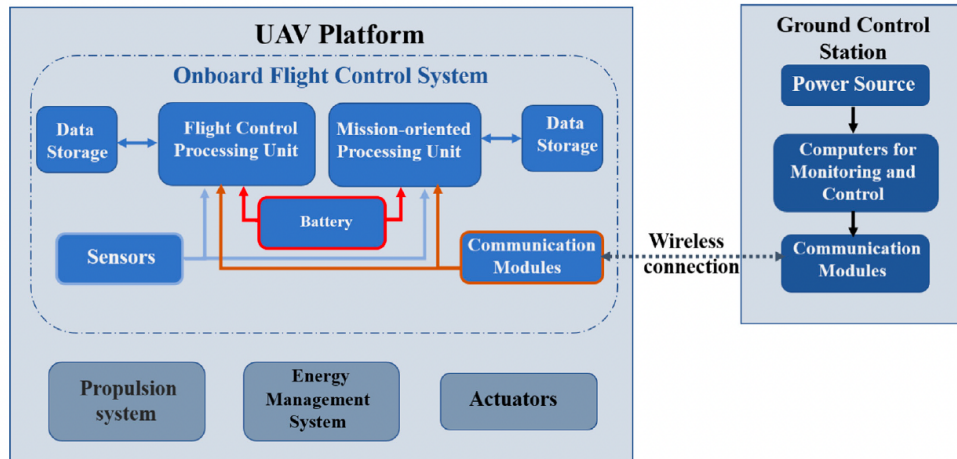 UAV Platform
Onboard Flight Control System
Data
Storage
Flight Control
Processing Unit
Mission-oriented
Processing Unit
Data
Storage
Battery
Sensors
Communication
Modules
Propulsion
system
Energy
Management
System
Actuators
Wireless
connection
Ground Control
Station
Power Source
Computers for
Monitoring and
Control
Communication
Modules